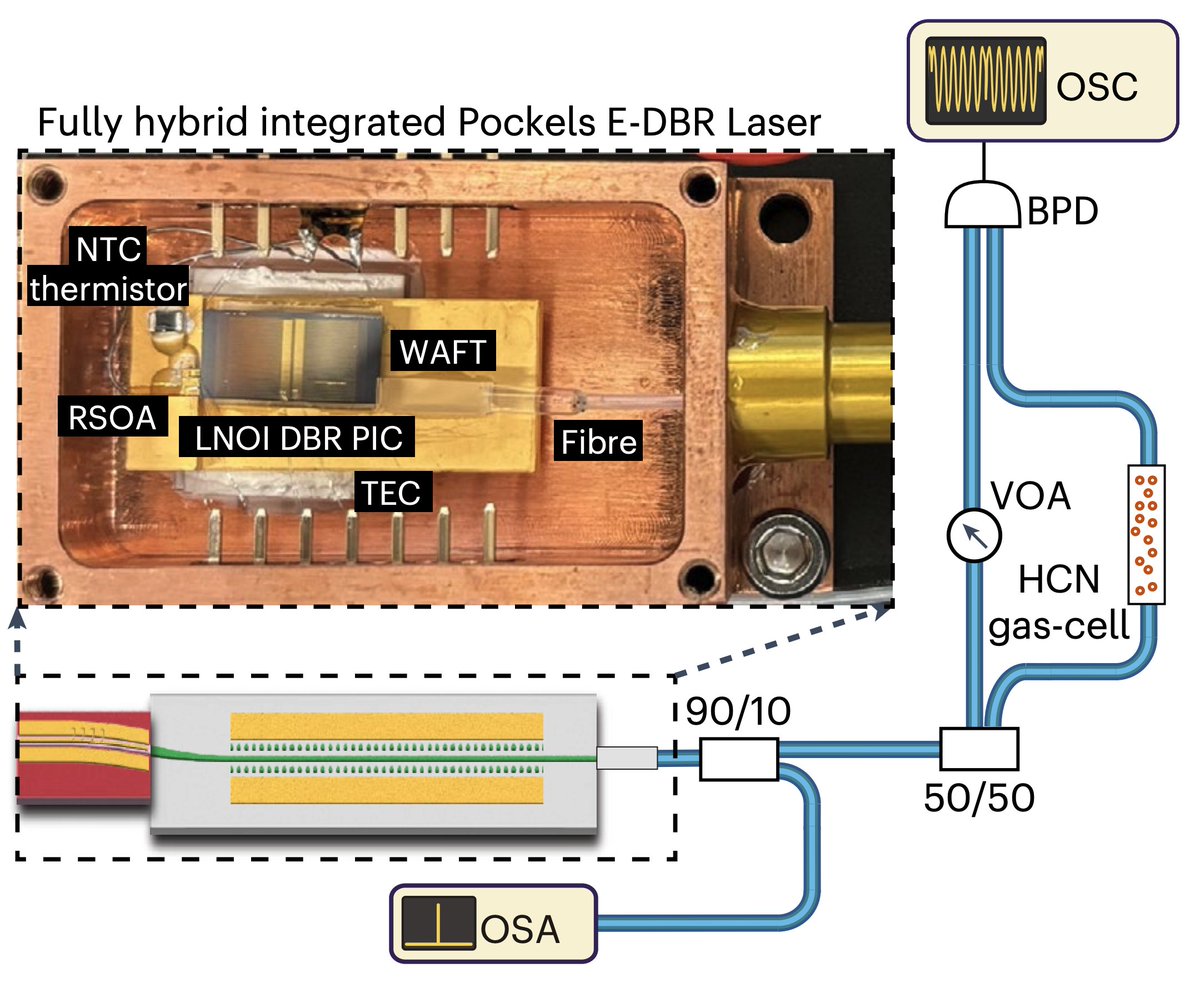 Fully hybrid integrated Pockels E-DBR Laser
OSC
BPD
NTC
thermistor
WAFT
RSOA
LNOI DBR PIC
Fibre
TEC
VOA
HCN
gas-cell
90/10
50/50
OSA